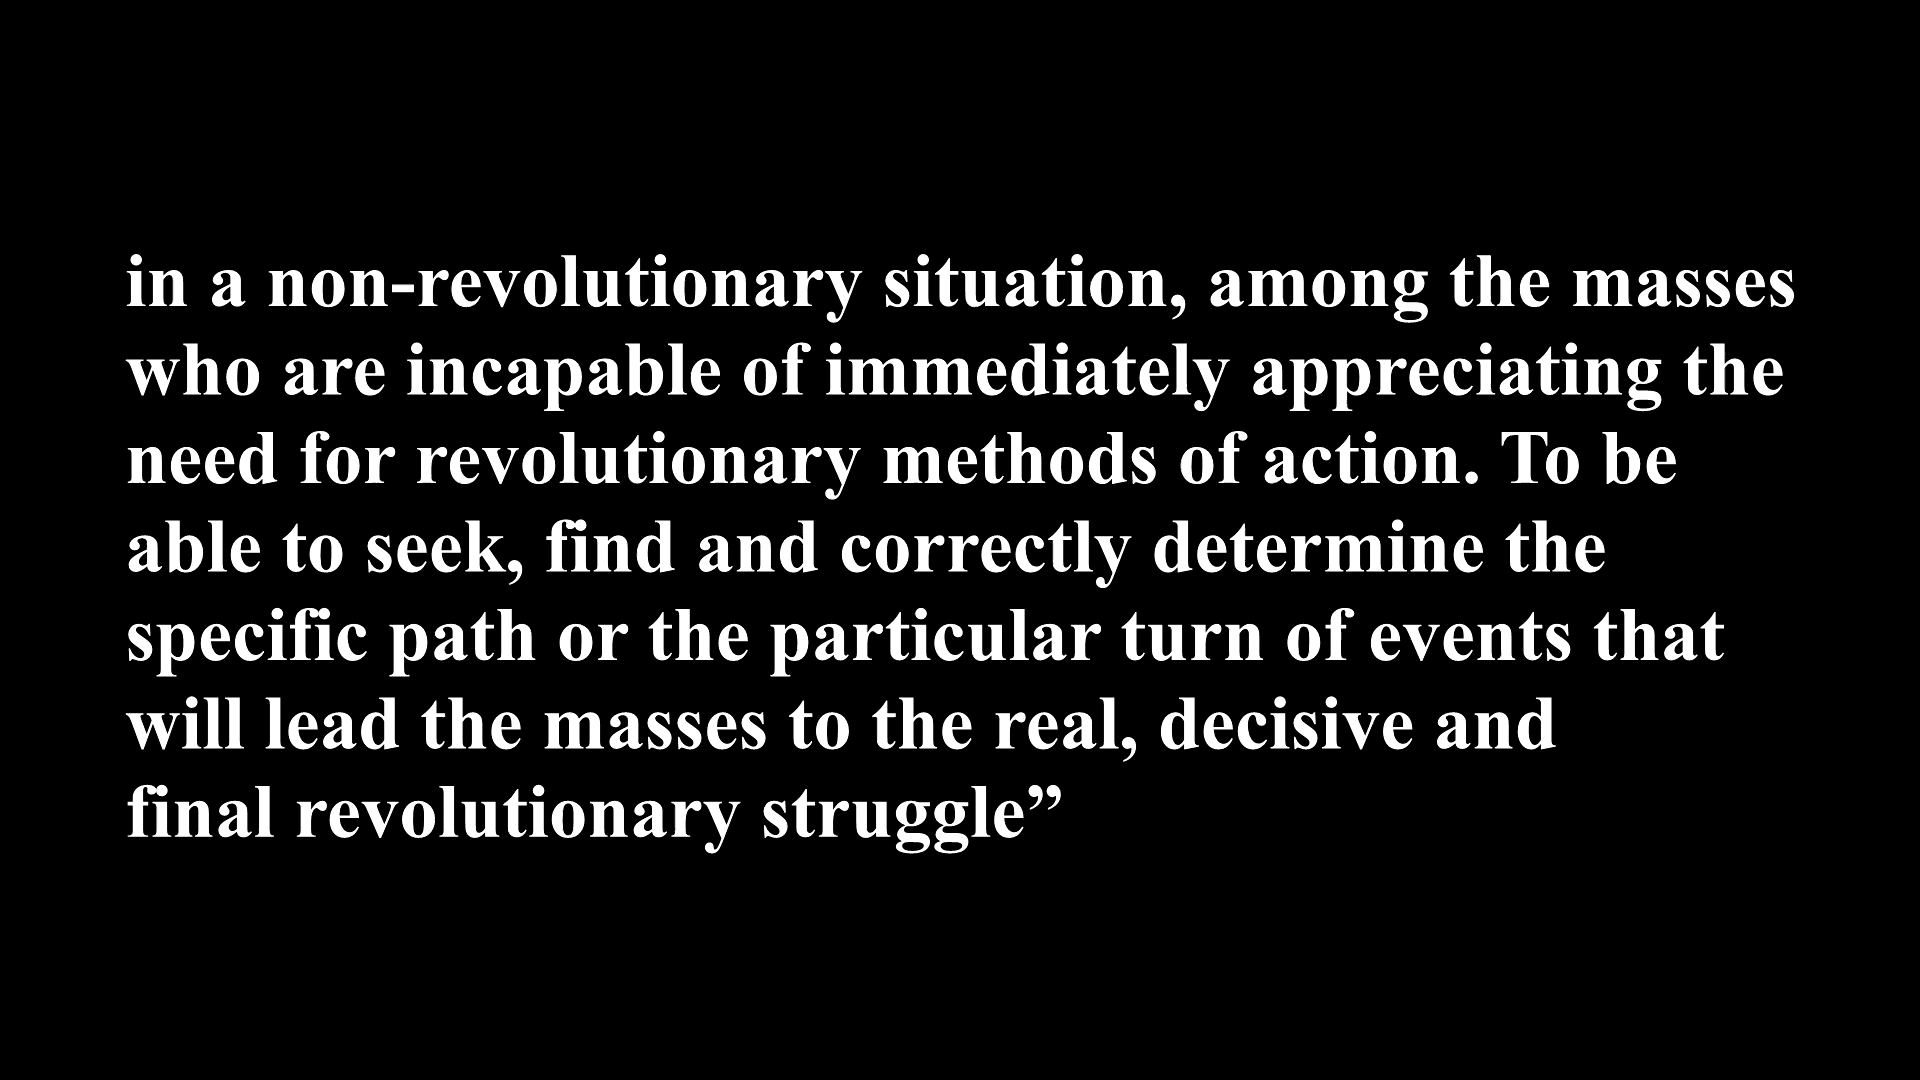 in a non-revolutionary situation, among the masses
who are incapable of immediately appreciating the
need for revolutionary methods of action. To be
able to seek, find and correctly determine the
specific path or the particular turn of events that
will lead the masses to the real, decisive and
final revolutionary struggle”